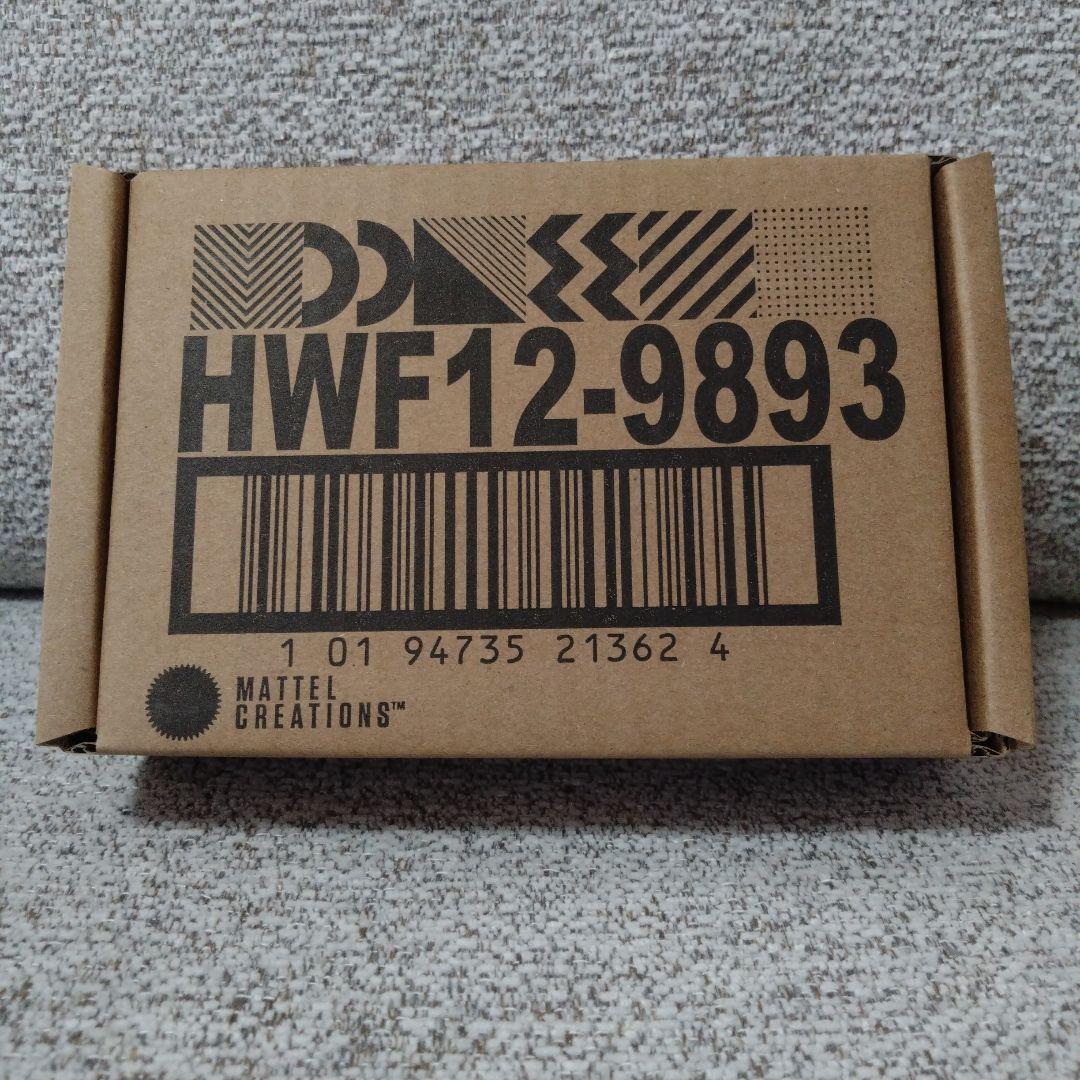 HWF12-9893
1 01 94735 21362 4
MATTEL
CREATIONS™